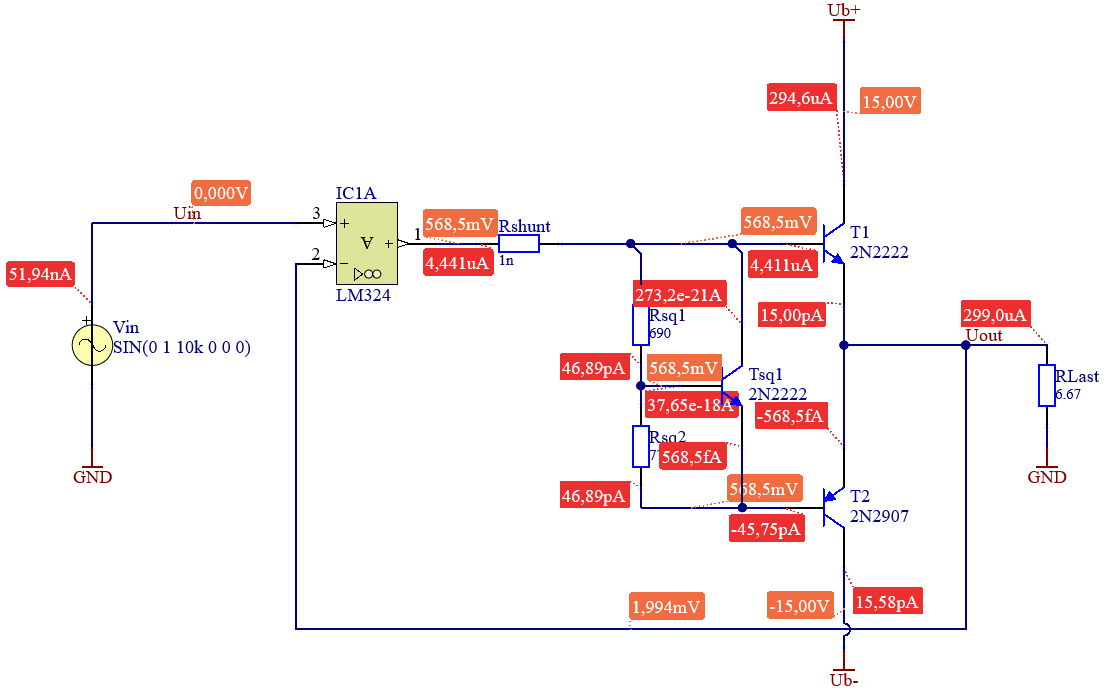 Ub+
294,6uA
15,00V
0,000V
Uin
IC1A
3
+
A
+
1
2
−
▷∞
LM324
568,5mV
Rshunt
4,441uA
1n
568,5mV
T1
2N2222
4,411uA
51,94nA
+
Vin
SIN(0 1 10k 0 0 0)
GND
273,2e-21A
Rsq1
690
15,00pA
299,0uA
Uout
46,89pA
568,5mV
Tsq1
2N2222
37,65e-18A
RLast
6.67
-568,5fA
Rsq2
568,5fA
GND
46,89pA
568,5mV
T2
2N2907
-45,75pA
1,994mV
-15,00V
15,58pA
Ub-